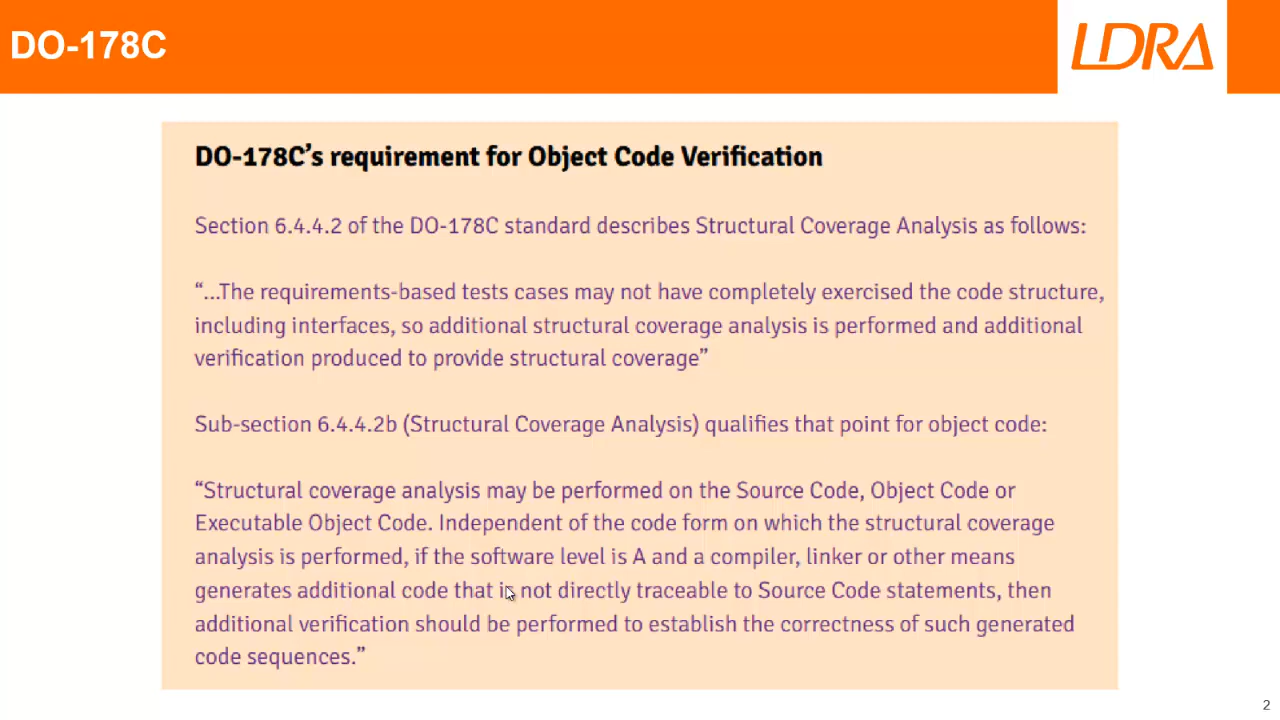 DO-178C
LDRA
DO-178C’s requirement for Object Code Verification
Section 6.4.4.2 of the DO-178C standard describes Structural Coverage Analysis as follows:
“...The requirements-based tests cases may not have completely exercised the code structure,
including interfaces, so additional structural coverage analysis is performed and additional
verification produced to provide structural coverage”
Sub-section 6.4.4.2b (Structural Coverage Analysis) qualifies that point for object code:
“Structural coverage analysis may be performed on the Source Code, Object Code or
Executable Object Code. Independent of the code form on which the structural coverage
analysis is performed, if the software level is A and a compiler, linker or other means
generates additional code that is not directly traceable to Source Code statements, then
additional verification should be performed to establish the correctness of such generated
code sequences.”
2